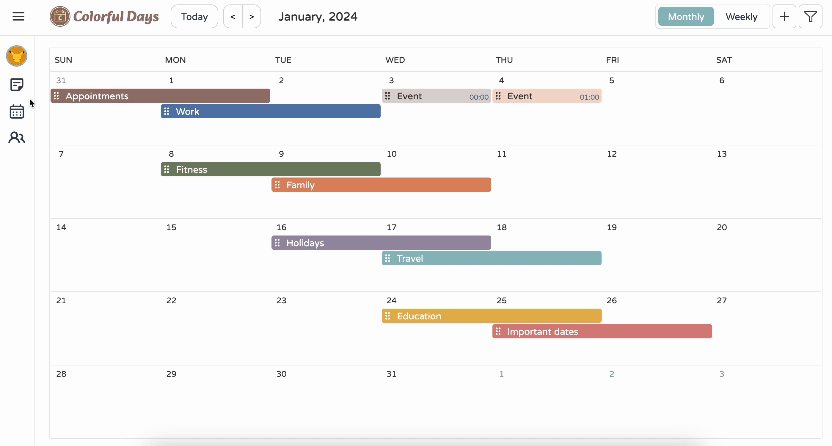 Colorful Days
Today < > January, 2024
Monthly Weekly +
SUN MON TUE WED THU FRI SAT
31 1 2 3 4 5 6
Appointments Event 00:00 Event 01:00
Work
7 8 9 10 11 12 13
Fitness
Family
14 15 16 17 18 19 20
Holidays
Travel
21 22 23 24 25 26 27
Education
Important dates
28 29 30 31 1 2 3